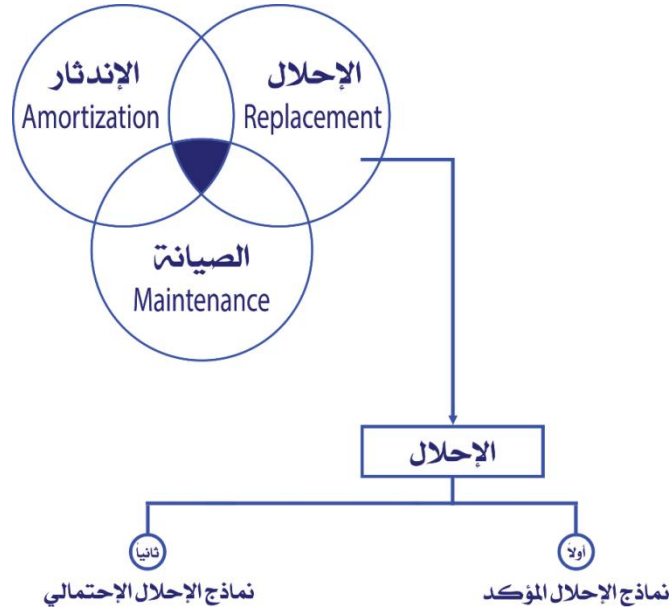 الإحلال
Replacement
الإندثار
Amortization
الصيانة
Maintenance
الإحلال
أولاً
نماذج الإحلال المؤكد
ثانياً
نماذج الإحلال الإحتمالي